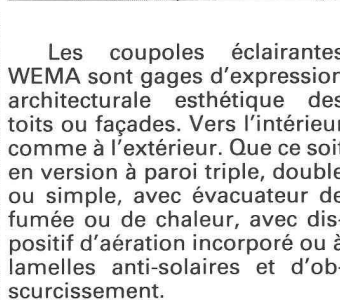 Les coupoles éclairantes
WEMA sont gages d'expression
architecturale esthétique des
toits ou façades. Vers l'intérieur
comme à l'extérieur. Que ce soit
en version à paroi triple, double
ou simple, avec évacuateur de
fumée ou de chaleur, avec dis-
positif d'aération incorporé ou à
lamelles anti-solaires et d'ob-
scurcissement.